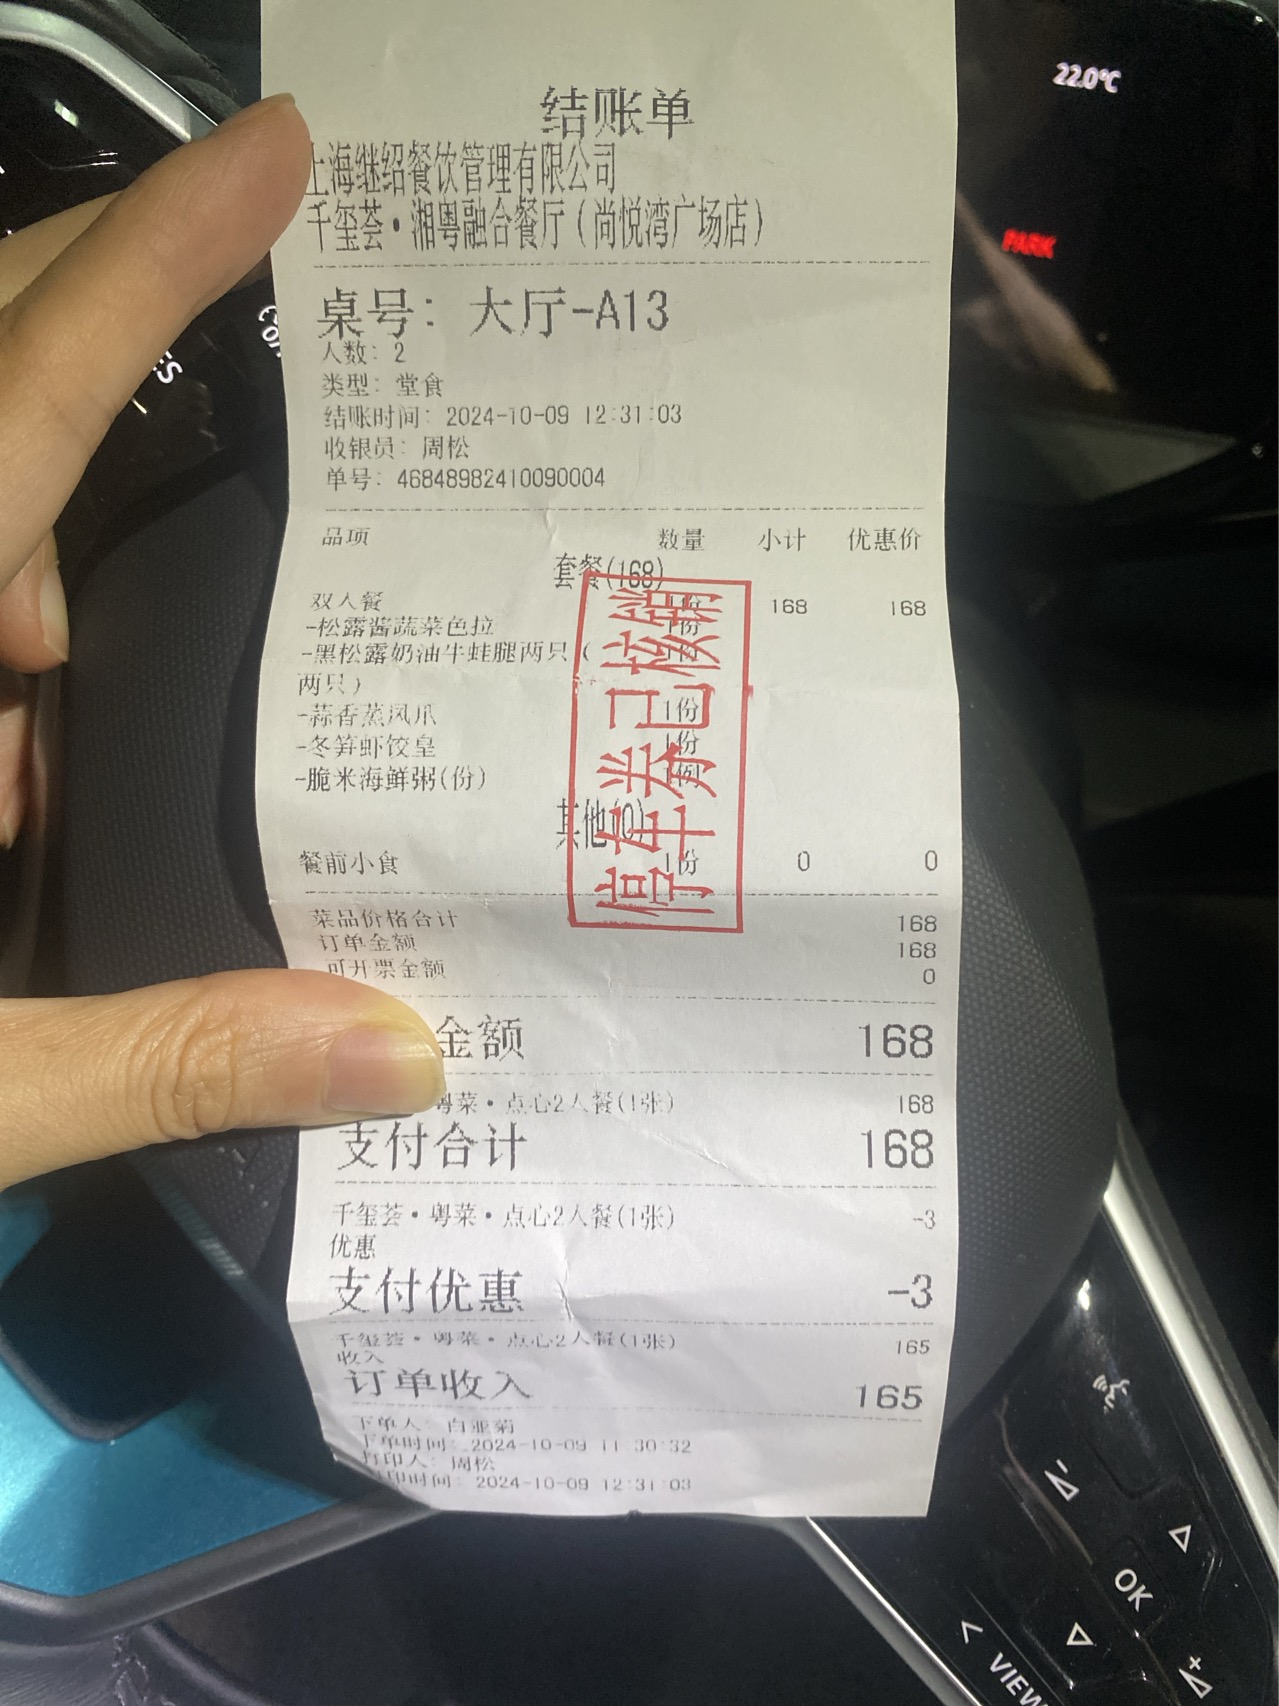 22.0℃
PARK
结账单
上海继绍餐饮管理有限公司
千玺荟·湘粤融合餐厅(尚悦湾广场店)
桌号: 大厅-A13
人数: 2
类型: 堂食
结账时间: 2024-10-09 12:31:03
收银员: 周松
单号: 46848982410090004
品项 数量 小计 优惠价
套餐(168)
双人餐 1份 168 168
-松露酱蔬菜色拉 1份
-黑松露奶油牛蛙腿两只( 1份
两只)
-蒜香蒸凤爪 1份
-冬笋虾饺皇 1份
-脆米海鲜粥(份) 1例
其他(0)
餐前小食 1份 0 0
停车券已核销
菜品价格合计 168
订单金额 168
可开票金额 0
金额 168
粤菜·点心2人餐(1张) 168
支付合计 168
千玺荟·粤菜·点心2人餐(1张) -3
优惠
支付优惠 -3
千玺荟·粤菜·点心2人餐(1张) 165
收入
订单收入 165
下单人: 白亚菊
下单时间: 2024-10-09 11:30:32
打印人: 周松
印时间: 2024-10-09 12:31:03
OK
VIEW